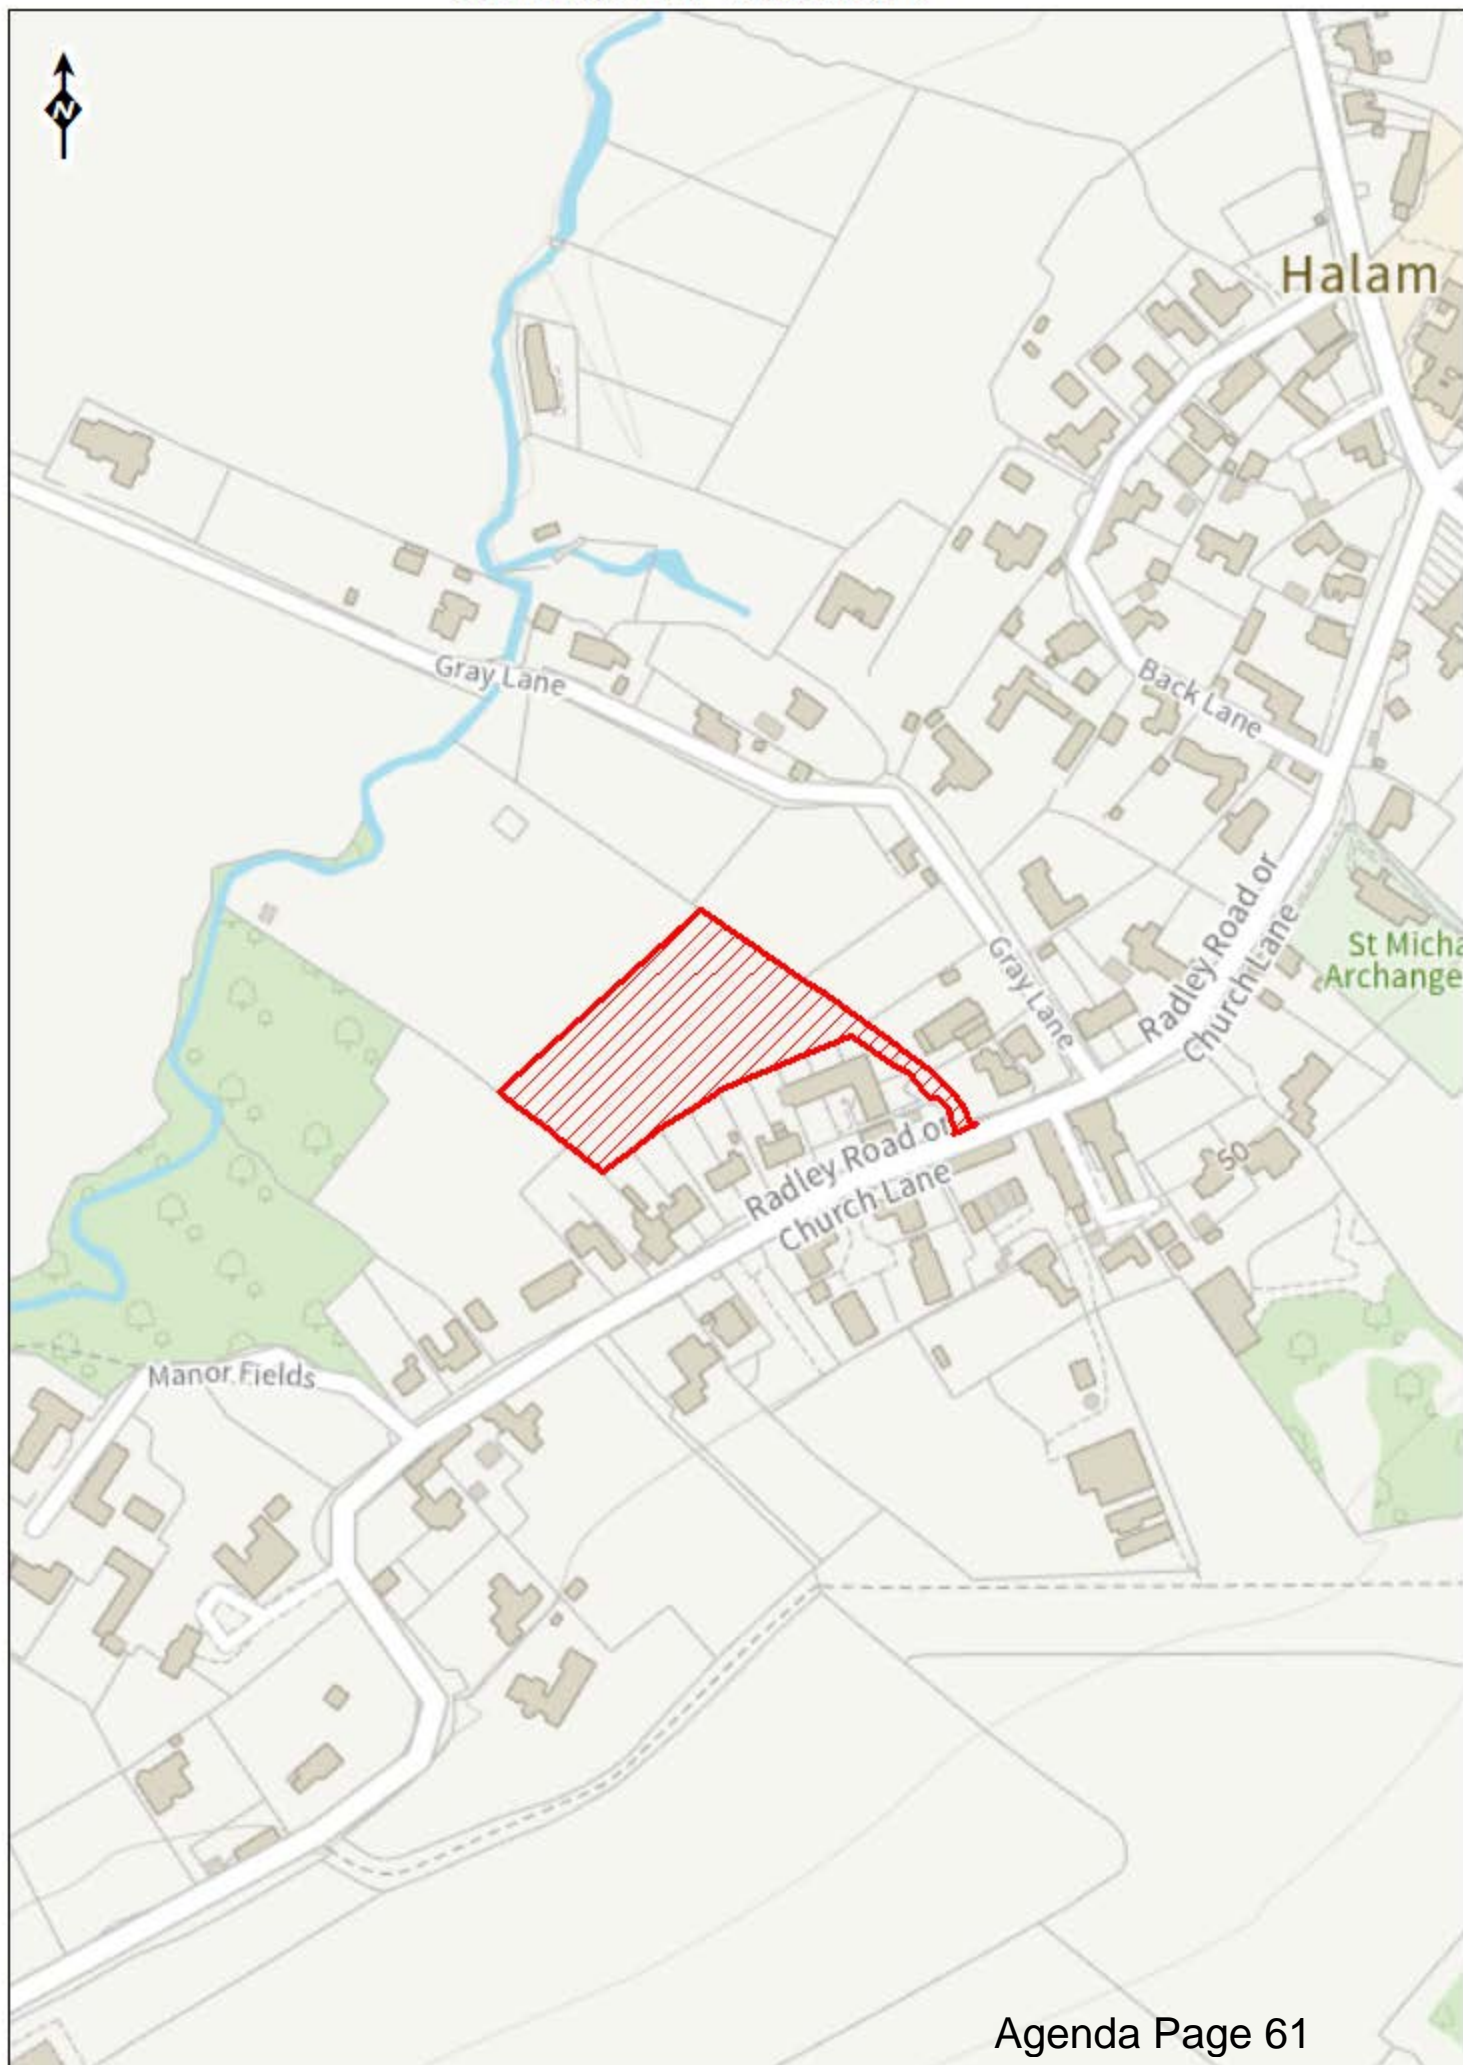 N
Halam
Gray Lane
Back Lane
Radley Road or
Church Lane
St Micha
Archange
Gray Lane
Radley Road or
Church Lane
50
Manor Fields
Agenda Page 61